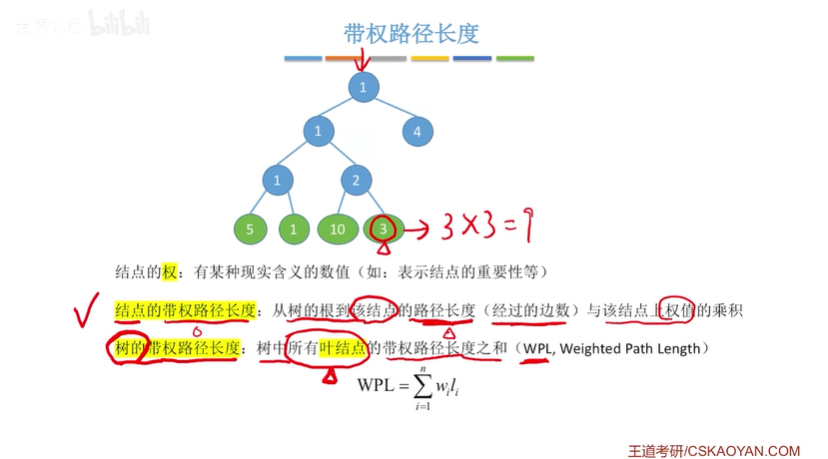 带权路径长度
1
1
4
1
2
5
1
10
3
3×3=9
结点的权：有某种现实含义的数值（如：表示结点的重要性等）
结点的带权路径长度：从树的根到该结点的路径长度（经过的边数）与该结点上权值的乘积
树的带权路径长度：树中所有叶结点的带权路径长度之和（WPL, Weighted Path Length）
n
WPL = ∑ wᵢlᵢ
i=1
王道考研/CSKAOYAN.COM